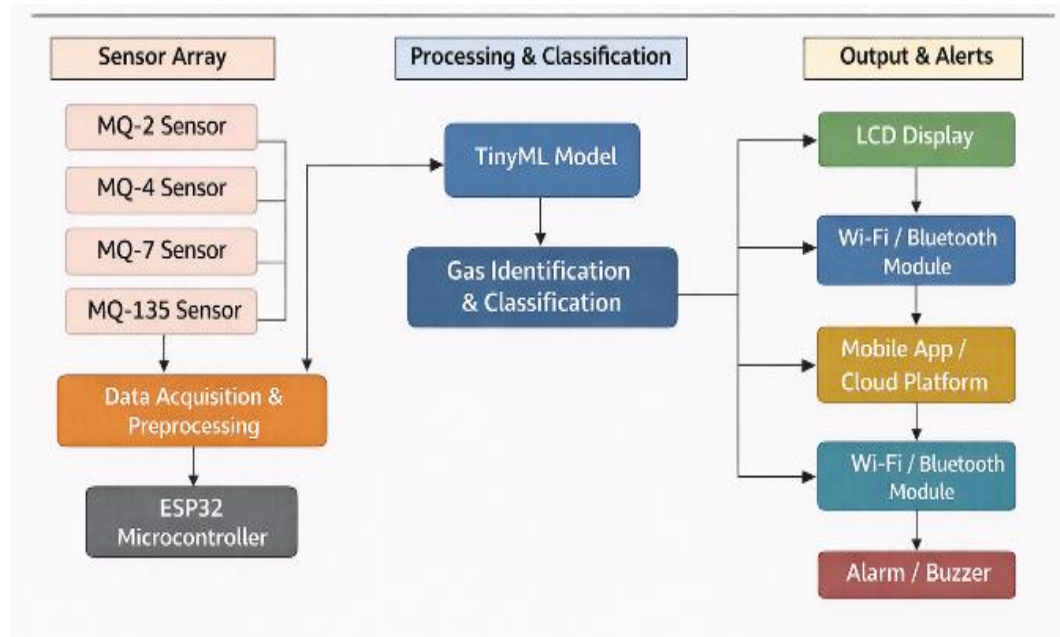 Sensor Array
MQ-2 Sensor
MQ-4 Sensor
MQ-7 Sensor
MQ-135 Sensor
Data Acquisition &
Preprocessing
ESP32
Microcontroller
Processing & Classification
TinyML Model
Gas Identification
& Classification
Output & Alerts
LCD Display
Wi-Fi / Bluetooth
Module
Mobile App /
Cloud Platform
Wi-Fi / Bluetooth
Module
Alarm / Buzzer